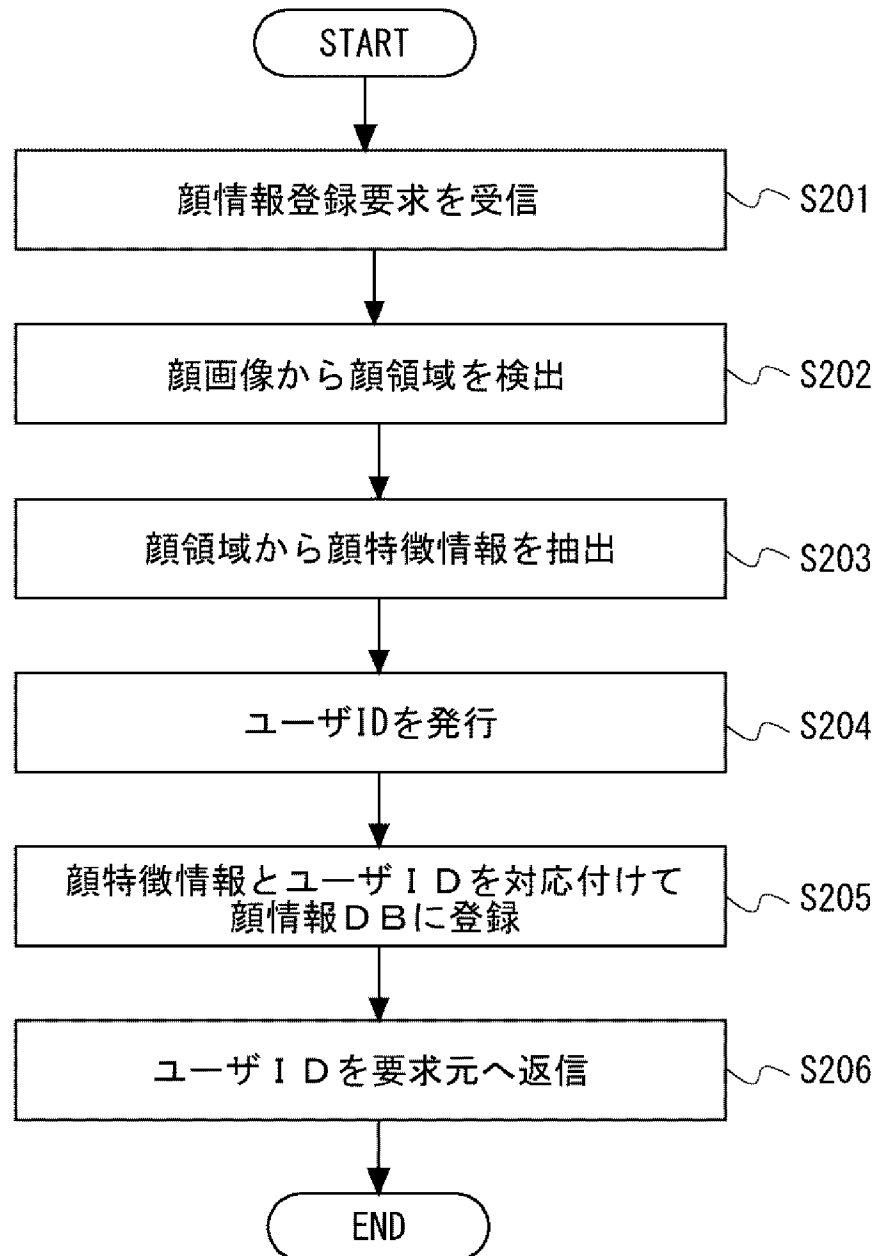 START
顔情報登録要求を受信
S201
顔画像から顔領域を検出
S202
顔領域から顔特徴情報を抽出
S203
ユーザIDを発行
S204
顔特徴情報とユーザＩＤを対応付けて
顔情報ＤＢに登録
S205
ユーザＩＤを要求元へ返信
S206
END